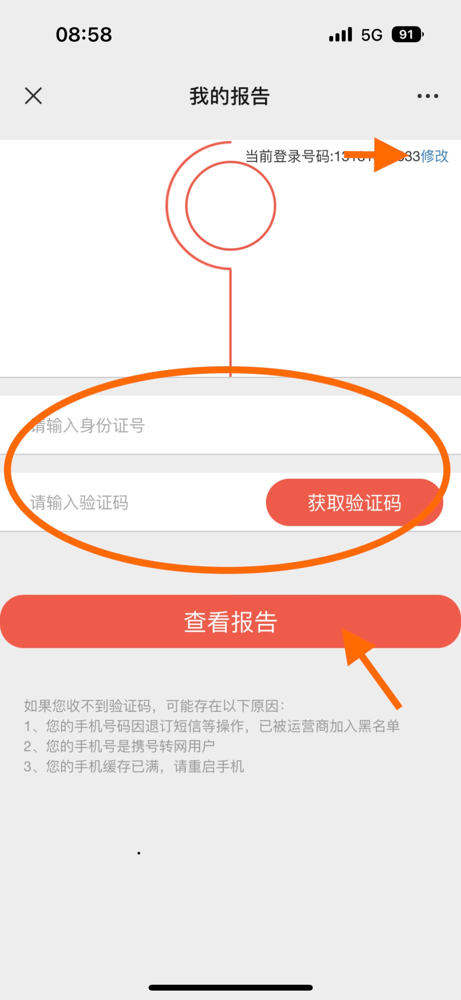 08:58
5G
91
我的报告
当前登录号码:修改
请输入身份证号
请输入验证码
获取验证码
查看报告
如果您收不到验证码，可能存在以下原因：
1、您的手机号码因退订短信等操作，已被运营商加入黑名单
2、您的手机号是携号转网用户
3、您的手机缓存已满，请重启手机